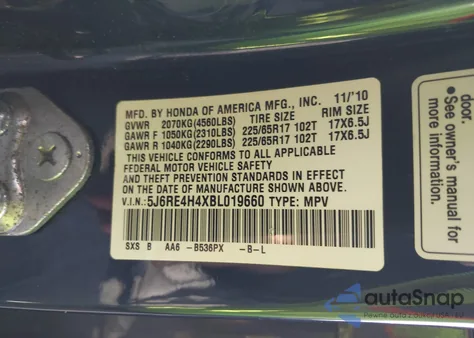 MFD. BY HONDA OF AMERICA MFG., INC. 11/'10
GVWR 2070KG(4560LBS) TIRE SIZE RIM SIZE
GAWR F 1050KG(2310LBS) 225/65R17 102T 17X6.5J
GAWR R 1040KG(2290LBS) 225/65R17 102T 17X6.5J
THIS VEHICLE CONFORMS TO ALL APPLICABLE
FEDERAL MOTOR VEHICLE SAFETY
AND THEFT PREVENTION STANDARDS IN EFFECT
ON THE DATE OF MANUFACTURE SHOWN ABOVE.
V.I.N.: 5J6RE4H4XBL019660 TYPE: MPV
SXS B AA6 -B536PX -B-L
door.
•See owner's manual
for more
information.
autaSnap
Pewne auta z